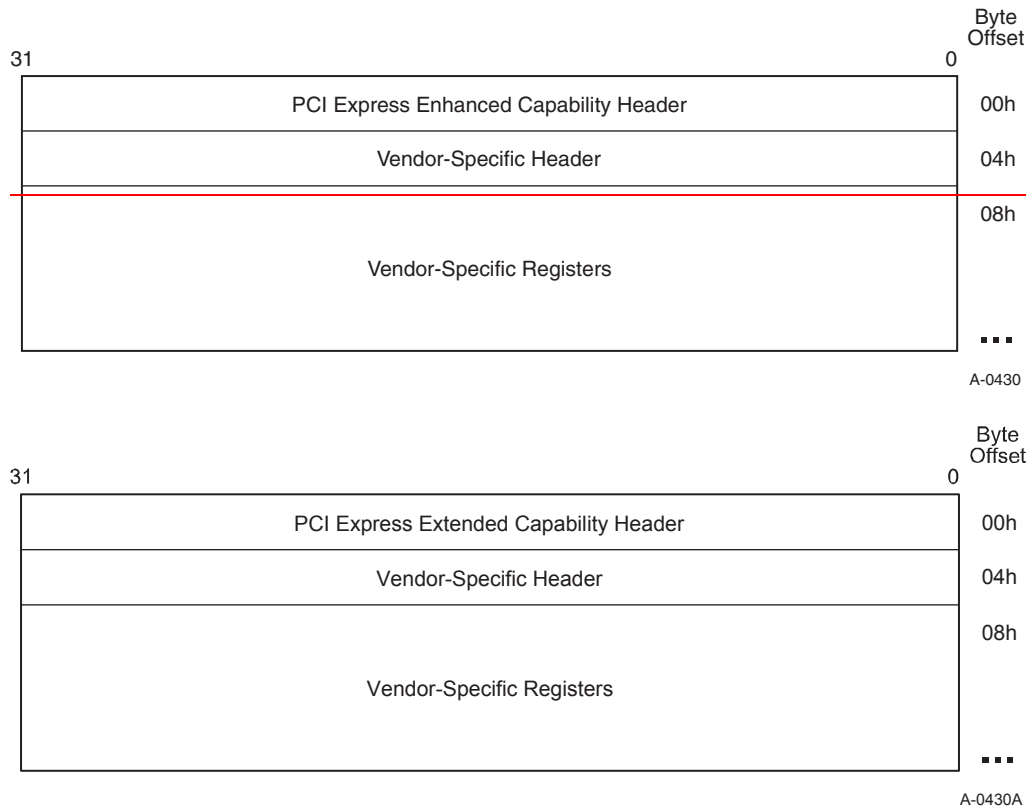 Byte
Offset
31 0
PCI Express Enhanced Capability Header 00h
Vendor-Specific Header 04h
08h
Vendor-Specific Registers
...
A-0430
Byte
Offset
31 0
PCI Express Extended Capability Header 00h
Vendor-Specific Header 04h
08h
Vendor-Specific Registers
...
A-0430A